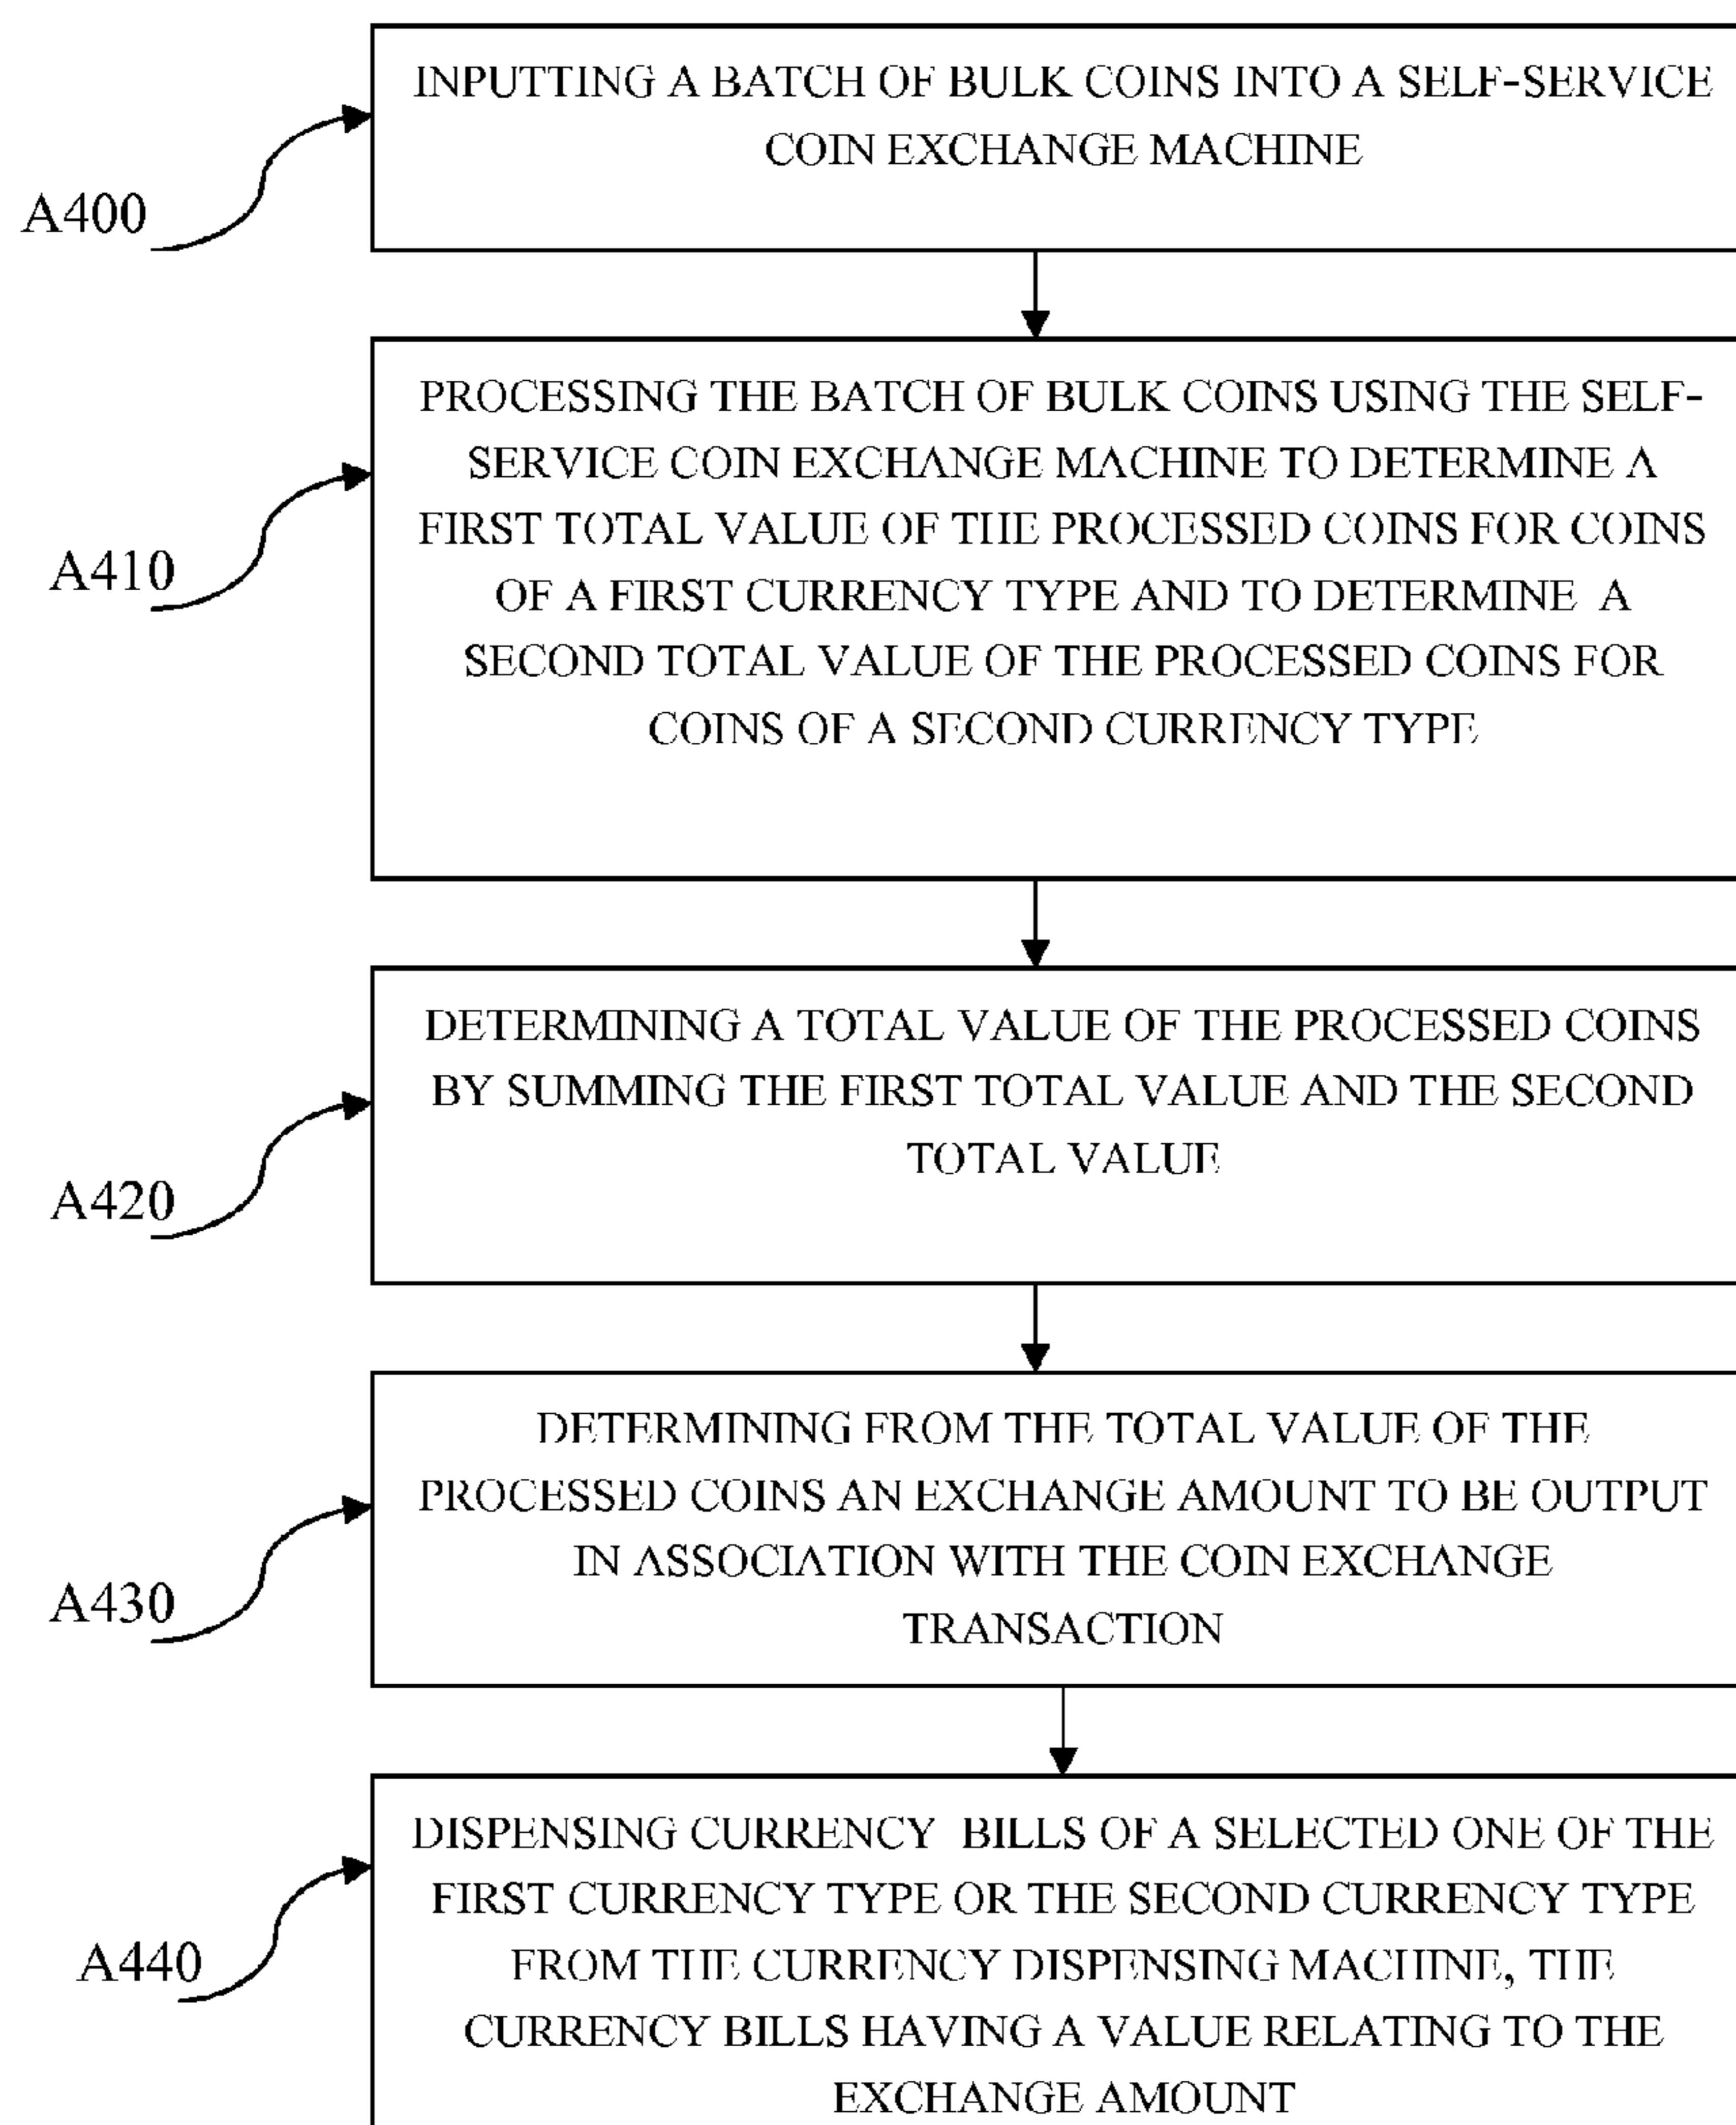 INPUTTING A BATCH OF BULK COINS INTO A SELF-SERVICE
COIN EXCHANGE MACHINE
A400
PROCESSING THE BATCH OF BULK COINS USING THE SELF-
SERVICE COIN EXCHANGE MACHINE TO DETERMINE A
FIRST TOTAL VALUE OF THE PROCESSED COINS FOR COINS
OF A FIRST CURRENCY TYPE AND TO DETERMINE A
SECOND TOTAL VALUE OF THE PROCESSED COINS FOR
COINS OF A SECOND CURRENCY TYPE
A410
DETERMINING A TOTAL VALUE OF THE PROCESSED COINS
BY SUMMING THE FIRST TOTAL VALUE AND THE SECOND
TOTAL VALUE
A420
DETERMINING FROM THE TOTAL VALUE OF THE
PROCESSED COINS AN EXCHANGE AMOUNT TO BE OUTPUT
IN ASSOCIATION WITH THE COIN EXCHANGE
TRANSACTION
A430
DISPENSING CURRENCY BILLS OF A SELECTED ONE OF THE
FIRST CURRENCY TYPE OR THE SECOND CURRENCY TYPE
FROM THE CURRENCY DISPENSING MACHINE, THE
CURRENCY BILLS HAVING A VALUE RELATING TO THE
EXCHANGE AMOUNT
A440